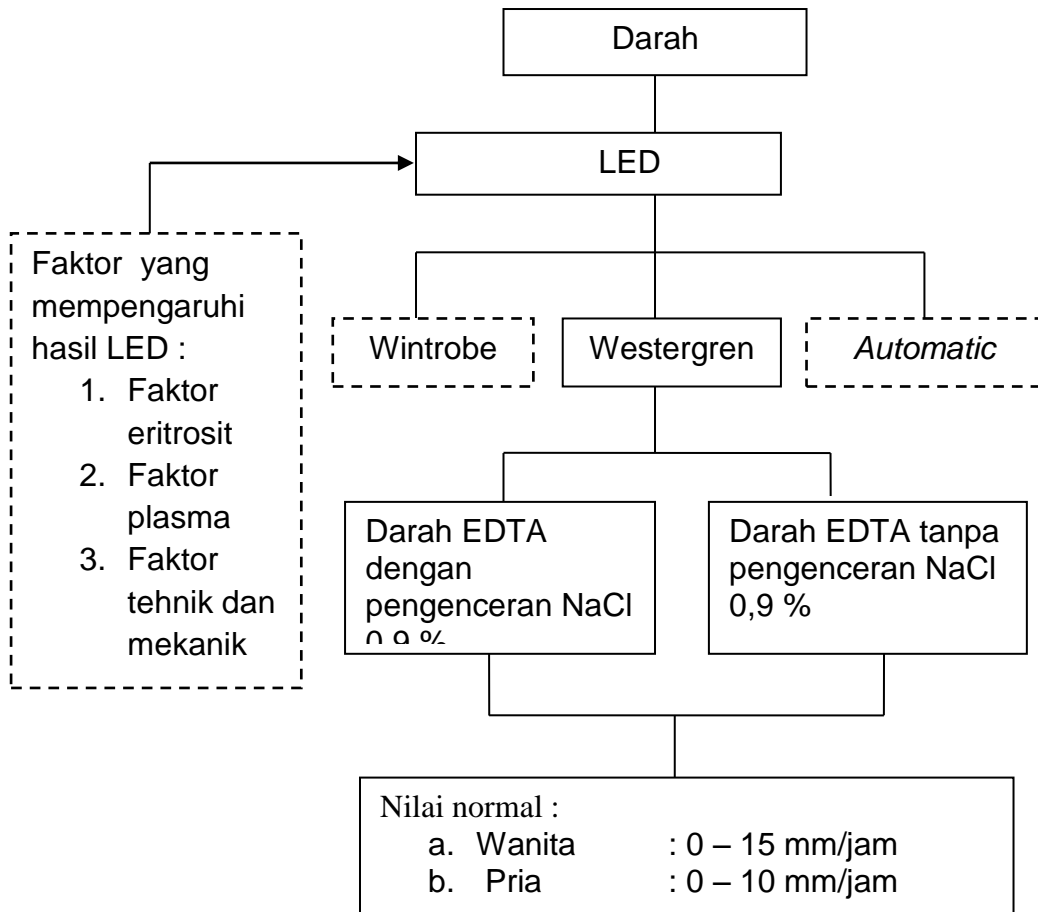 Darah
LED
Faktor yang
mempengaruhi
hasil LED :
1. Faktor
eritrosit
2. Faktor
plasma
3. Faktor
tehnik dan
mekanik
Wintrobe
Westergren
Automatic
Darah EDTA
dengan
pengenceran NaCl
0,9 %
Darah EDTA tanpa
pengenceran NaCl
0,9 %
Nilai normal :
a. Wanita : 0 – 15 mm/jam
b. Pria : 0 – 10 mm/jam